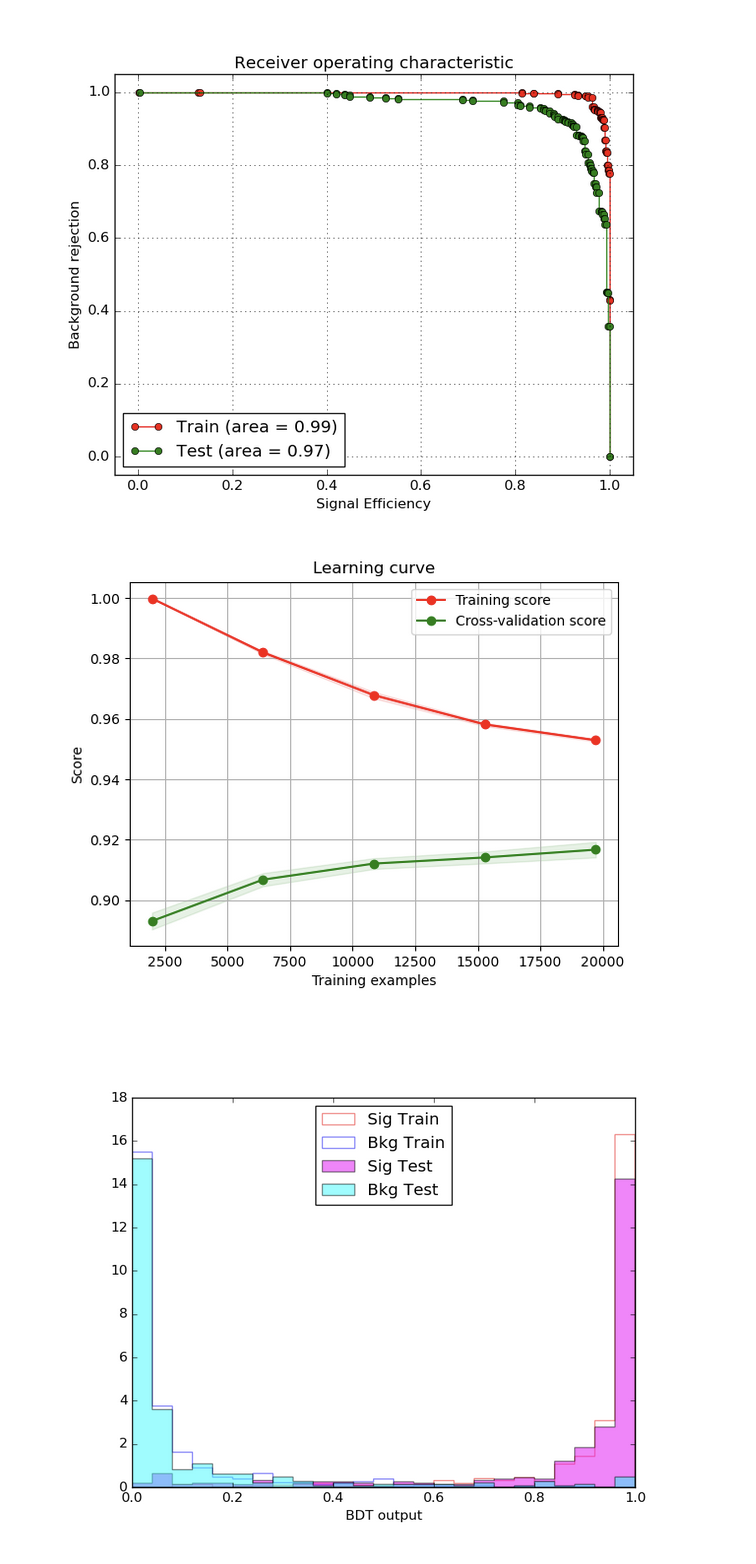 Receiver operating characteristic
1.0
0.8
0.6
0.4
0.2
0.0
Background rejection
Train (area = 0.99)
Test (area = 0.97)
0.0 0.2 0.4 0.6 0.8 1.0
Signal Efficiency
Learning curve
1.00
0.98
0.96
0.94
0.92
0.90
Score
Training score
Cross-validation score
2500 5000 7500 10000 12500 15000 17500 20000
Training examples
18
16
14
12
10
8
6
4
2
0
Sig Train
Bkg Train
Sig Test
Bkg Test
0.0 0.2 0.4 0.6 0.8 1.0
BDT output